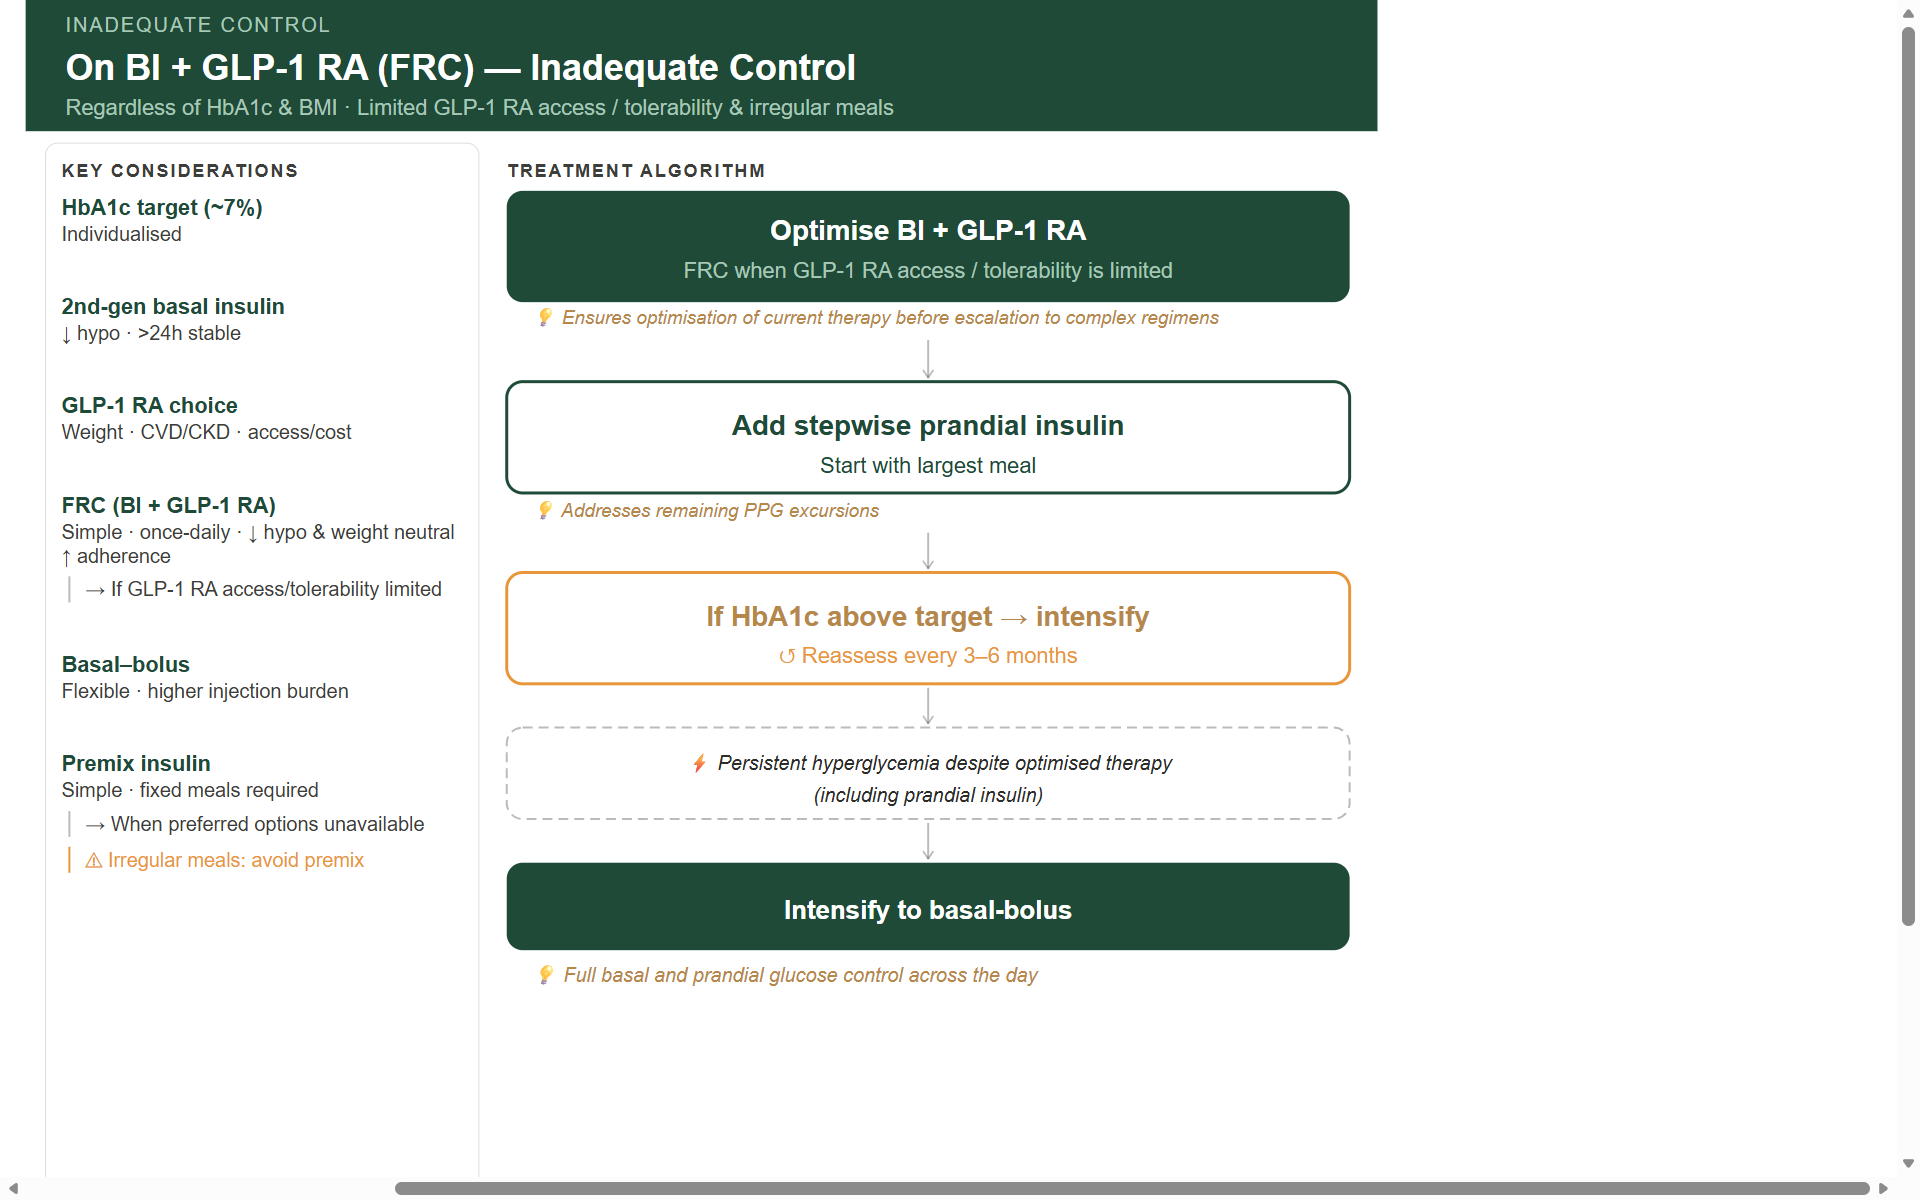 INADEQUATE CONTROL
On BI + GLP-1 RA (FRC) — Inadequate Control
Regardless of HbA1c & BMI · Limited GLP-1 RA access / tolerability & irregular meals
KEY CONSIDERATIONS
HbA1c target (~7%)
Individualised
2nd-gen basal insulin
↓ hypo · >24h stable
GLP-1 RA choice
Weight · CVD/CKD · access/cost
FRC (BI + GLP-1 RA)
Simple · once-daily · ↓ hypo & weight neutral
↑ adherence
→ If GLP-1 RA access/tolerability limited
Basal–bolus
Flexible · higher injection burden
Premix insulin
Simple · fixed meals required
→ When preferred options unavailable
⚠ Irregular meals: avoid premix
TREATMENT ALGORITHM
Optimise BI + GLP-1 RA
FRC when GLP-1 RA access / tolerability is limited
💡 Ensures optimisation of current therapy before escalation to complex regimens
Add stepwise prandial insulin
Start with largest meal
💡 Addresses remaining PPG excursions
If HbA1c above target → intensify
↺ Reassess every 3–6 months
⚡ Persistent hyperglycemia despite optimised therapy
(including prandial insulin)
Intensify to basal-bolus
💡 Full basal and prandial glucose control across the day